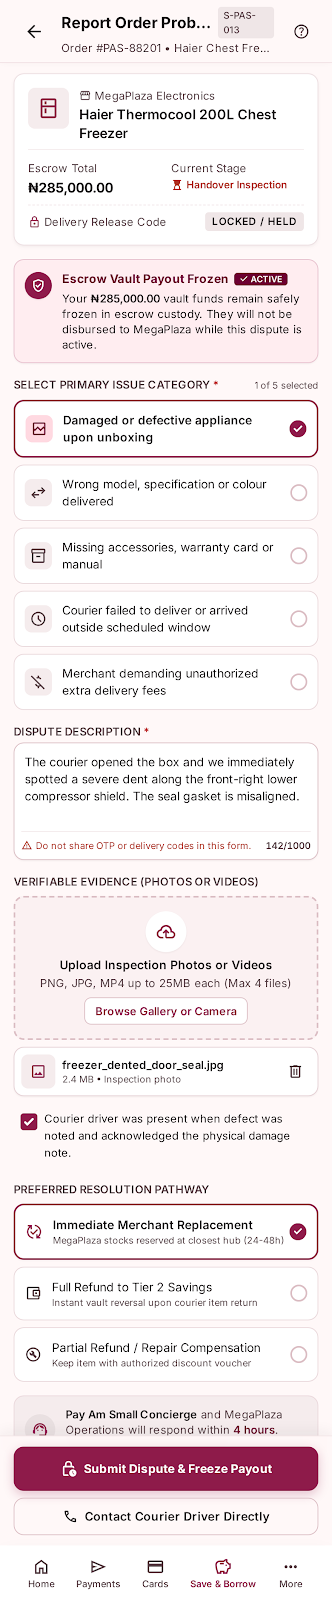 Report Order Prob...
S-PAS-
013
Order #PAS-88201 • Haier Chest Fre...
MegaPlaza Electronics
Haier Thermocool 200L Chest
Freezer
Escrow Total
Current Stage
₦285,000.00
Handover Inspection
Delivery Release Code
LOCKED / HELD
Escrow Vault Payout Frozen
ACTIVE
Your ₦285,000.00 vault funds remain safely
frozen in escrow custody. They will not be
disbursed to MegaPlaza while this dispute is
active.
SELECT PRIMARY ISSUE CATEGORY *
1 of 5 selected
Damaged or defective appliance
upon unboxing
Wrong model, specification or colour
delivered
Missing accessories, warranty card or
manual
Courier failed to deliver or arrived
outside scheduled window
Merchant demanding unauthorized
extra delivery fees
DISPUTE DESCRIPTION *
The courier opened the box and we immediately
spotted a severe dent along the front-right lower
compressor shield. The seal gasket is misaligned.
Do not share OTP or delivery codes in this form.
142/1000
VERIFIABLE EVIDENCE (PHOTOS OR VIDEOS)
Upload Inspection Photos or Videos
PNG, JPG, MP4 up to 25MB each (Max 4 files)
Browse Gallery or Camera
freezer_dented_door_seal.jpg
2.4 MB • Inspection photo
Courier driver was present when defect was
noted and acknowledged the physical damage
note.
PREFERRED RESOLUTION PATHWAY
Immediate Merchant Replacement
MegaPlaza stocks reserved at closest hub (24-48h)
Full Refund to Tier 2 Savings
Instant vault reversal upon courier item return
Partial Refund / Repair Compensation
Keep item with authorized discount voucher
Pay Am Small Concierge and MegaPlaza
Operations will respond within 4 hours.
Submit Dispute & Freeze Payout
Contact Courier Driver Directly
Home
Payments
Cards
Save & Borrow
More